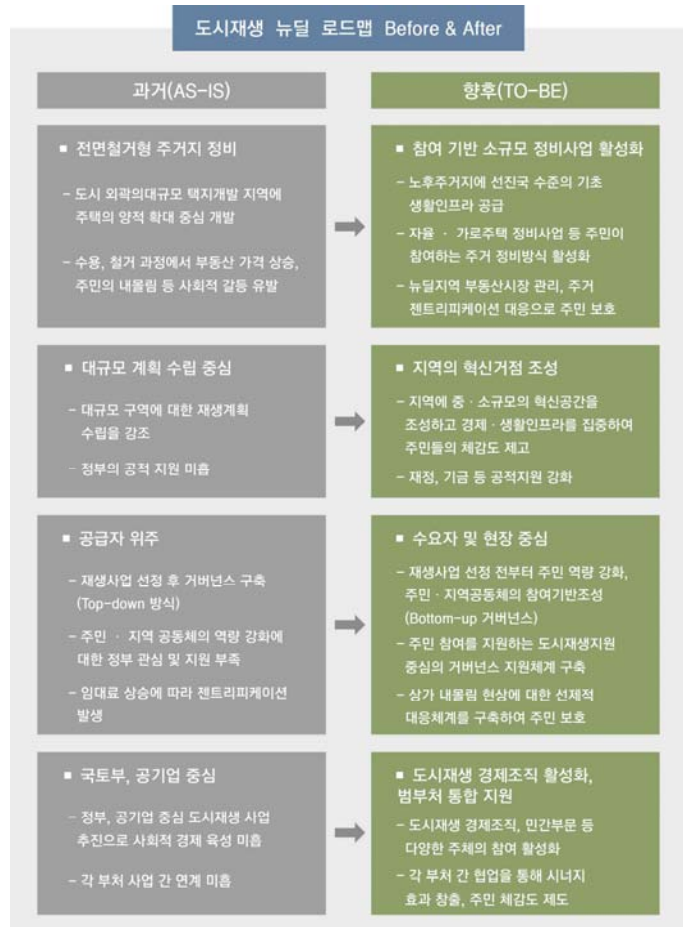 도시재생 뉴딜 로드맵 Before & After
과거(AS-IS)
향후(TO-BE)
▪ 전면철거형 주거지 정비
- 도시 외곽의대규모 택지개발 지역에
주택의 양적 확대 중심 개발
- 수용, 철거 과정에서 부동산 가격 상승,
주민의 내몰림 등 사회적 갈등 유발
▪ 참여 기반 소규모 정비사업 활성화
- 노후주거지에 선진국 수준의 기초
생활인프라 공급
- 자율 · 가로주택 정비사업 등 주민이
참여하는 주거 정비방식 활성화
- 뉴딜지역 부동산시장 관리, 주거
젠트리피케이션 대응으로 주민 보호
▪ 대규모 계획 수립 중심
- 대규모 구역에 대한 재생계획
수립을 강조
- 정부의 공적 지원 미흡
▪ 지역의 혁신거점 조성
- 지역에 중 · 소규모의 혁신공간을
조성하고 경제 · 생활인프라를 집중하여
주민들의 체감도 제고
- 재정, 기금 등 공적지원 강화
▪ 공급자 위주
- 재생사업 선정 후 거버넌스 구축
(Top-down 방식)
- 주민 · 지역 공동체의 역량 강화에
대한 정부 관심 및 지원 부족
- 임대료 상승에 따라 젠트리피케이션
발생
▪ 수요자 및 현장 중심
- 재생사업 선정 전부터 주민 역량 강화,
주민 · 지역공동체의 참여기반조성
(Bottom-up 거버넌스)
- 주민 참여를 지원하는 도시재생지원
중심의 거버넌스 지원체계 구축
- 상가 내몰림 현상에 대한 선제적
대응체계를 구축하여 주민 보호
▪ 국토부, 공기업 중심
- 정부, 공기업 중심 도시재생 사업
추진으로 사회적 경제 육성 미흡
- 각 부처 사업 간 연계 미흡
▪ 도시재생 경제조직 활성화,
범부처 통합 지원
- 도시재생 경제조직, 민간부문 등
다양한 주체의 참여 활성화
- 각 부처 간 협업을 통해 시너지
효과 창출, 주민 체감도 제도